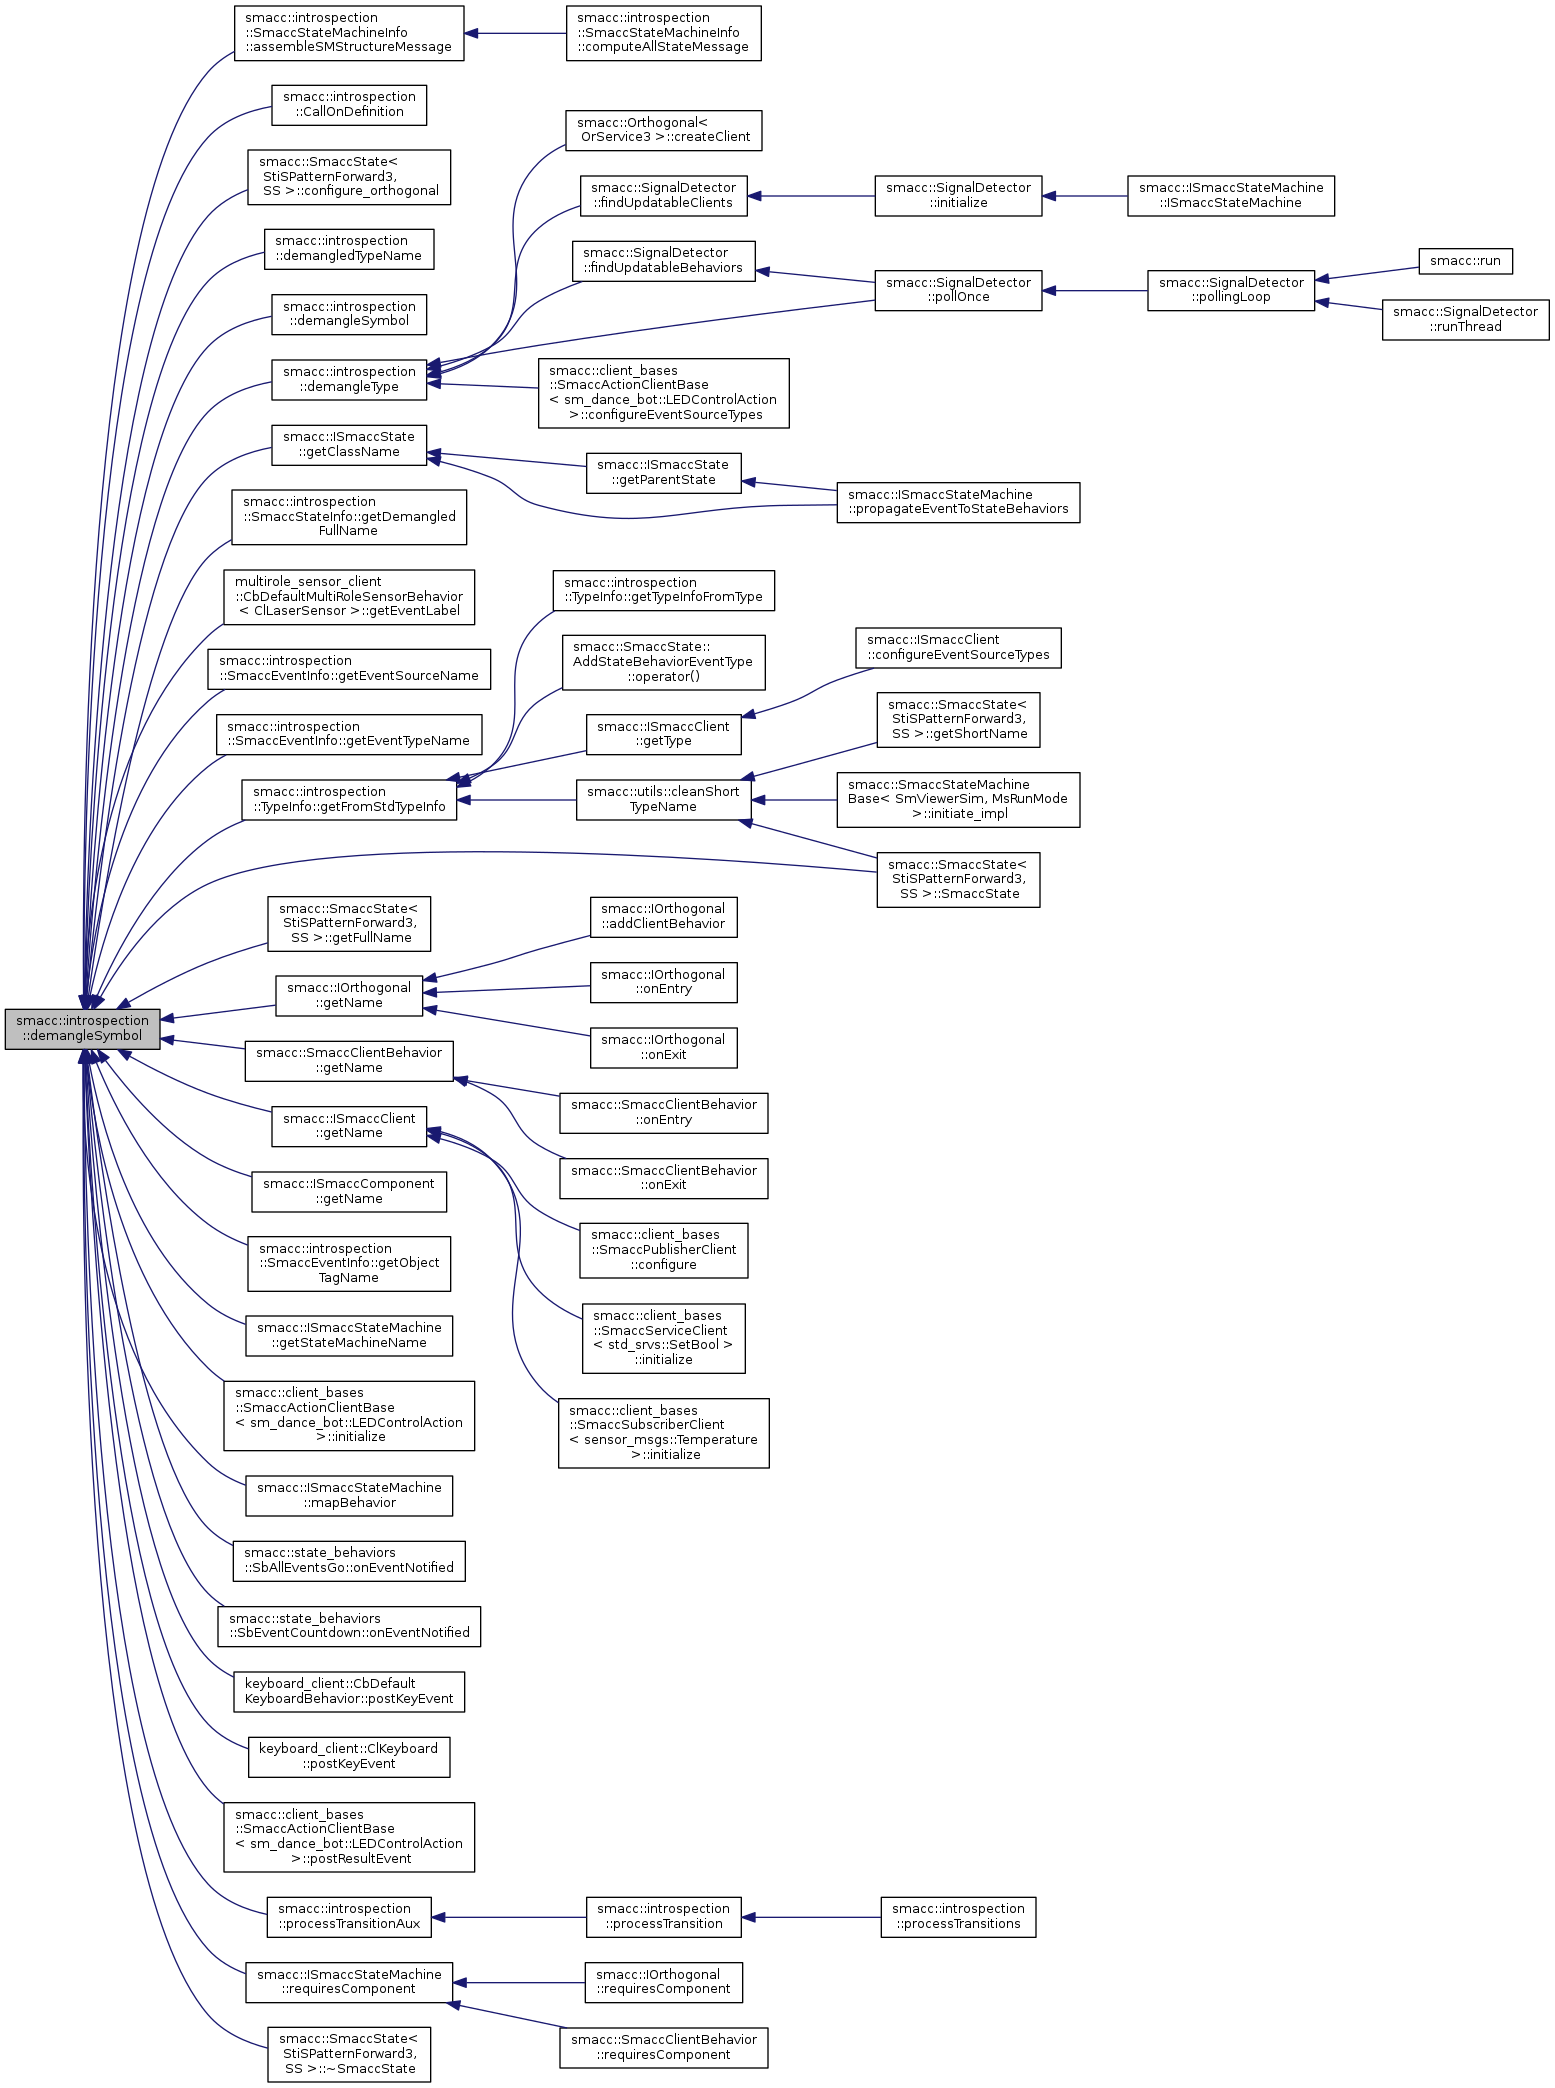 smacc::introspection
::demangleSymbol
smacc::introspection
::SmaccStateMachineInfo
::assembleSMStructureMessage
smacc::introspection
::SmaccStateMachineInfo
::computeAllStateMessage
smacc::introspection
::CallOnDefinition
smacc::SmaccState<
StiSPatternForward3,
SS >::configure_orthogonal
smacc::introspection
::demangledTypeName
smacc::introspection
::demangleSymbol
smacc::introspection
::demangleType
smacc::Orthogonal<
OrService3 >::createClient
smacc::SignalDetector
::findUpdatableClients
smacc::SignalDetector
::initialize
smacc::ISmaccStateMachine
::ISmaccStateMachine
smacc::SignalDetector
::findUpdatableBehaviors
smacc::SignalDetector
::pollOnce
smacc::SignalDetector
::pollingLoop
smacc::run
smacc::SignalDetector
::runThread
smacc::client_bases
::SmaccActionClientBase
< sm_dance_bot::LEDControlAction
>::configureEventSourceTypes
smacc::ISmaccState
::getClassName
smacc::ISmaccState
::getParentState
smacc::ISmaccStateMachine
::propagateEventToStateBehaviors
smacc::introspection
::SmaccStateInfo::getDemangled
FullName
multirole_sensor_client
::CbDefaultMultiRoleSensorBehavior
< ClLaserSensor >::getEventLabel
smacc::introspection
::SmaccEventInfo::getEventSourceName
smacc::introspection
::SmaccEventInfo::getEventTypeName
smacc::introspection
::TypeInfo::getFromStdTypeInfo
smacc::introspection
::TypeInfo::getTypeInfoFromType
smacc::SmaccState::
AddStateBehaviorEventType
::operator()
smacc::ISmaccClient
::getType
smacc::ISmaccClient
::configureEventSourceTypes
smacc::utils::cleanShort
TypeName
smacc::SmaccState<
StiSPatternForward3,
SS >::getShortName
smacc::SmaccStateMachine
Base< SmViewerSim, MsRunMode
>::initiate_impl
smacc::SmaccState<
StiSPatternForward3,
SS >::SmaccState
smacc::SmaccState<
StiSPatternForward3,
SS >::getFullName
smacc::IOrthogonal
::getName
smacc::IOrthogonal
::addClientBehavior
smacc::IOrthogonal
::onEntry
smacc::IOrthogonal
::onExit
smacc::SmaccClientBehavior
::getName
smacc::SmaccClientBehavior
::onEntry
smacc::SmaccClientBehavior
::onExit
smacc::ISmaccClient
::getName
smacc::client_bases
::SmaccPublisherClient
::configure
smacc::client_bases
::SmaccServiceClient
< std_srvs::SetBool >
::initialize
smacc::client_bases
::SmaccSubscriberClient
< sensor_msgs::Temperature
>::initialize
smacc::ISmaccComponent
::getName
smacc::introspection
::SmaccEventInfo::getObject
TagName
smacc::ISmaccStateMachine
::getStateMachineName
smacc::client_bases
::SmaccActionClientBase
< sm_dance_bot::LEDControlAction
>::initialize
smacc::ISmaccStateMachine
::mapBehavior
smacc::state_behaviors
::SbAllEventsGo::onEventNotified
smacc::state_behaviors
::SbEventCountdown::onEventNotified
keyboard_client::CbDefault
KeyboardBehavior::postKeyEvent
keyboard_client::ClKeyboard
::postKeyEvent
smacc::client_bases
::SmaccActionClientBase
< sm_dance_bot::LEDControlAction
>::postResultEvent
smacc::introspection
::processTransitionAux
smacc::introspection
::processTransition
smacc::introspection
::processTransitions
smacc::ISmaccStateMachine
::requiresComponent
smacc::IOrthogonal
::requiresComponent
smacc::SmaccClientBehavior
::requiresComponent
smacc::SmaccState<
StiSPatternForward3,
SS >::~SmaccState